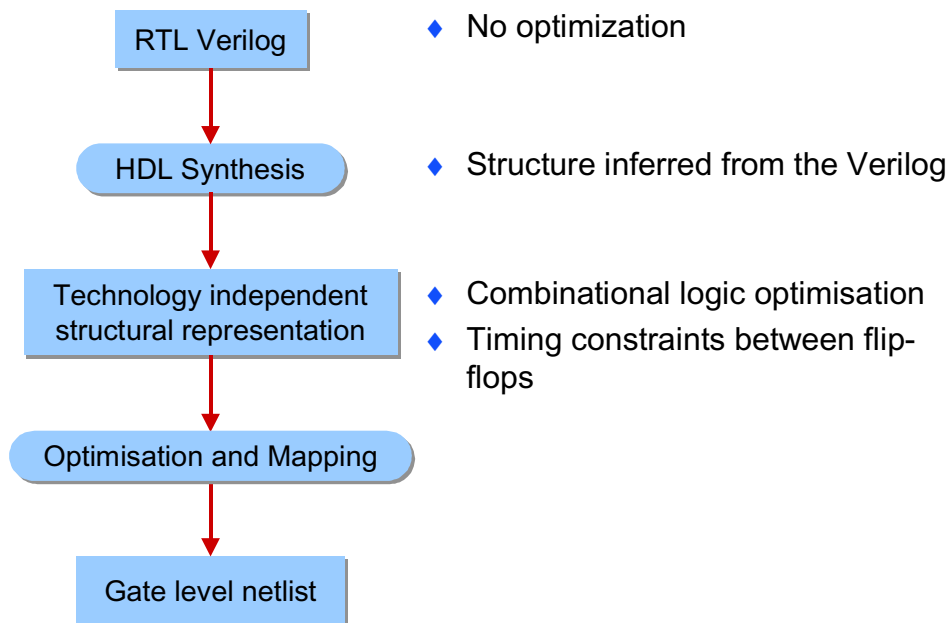 RTL Verilog
No optimization
HDL Synthesis
Structure inferred from the Verilog
Technology independent
structural representation
Combinational logic optimisation
Timing constraints between flip-
flops
Optimisation and Mapping
Gate level netlist